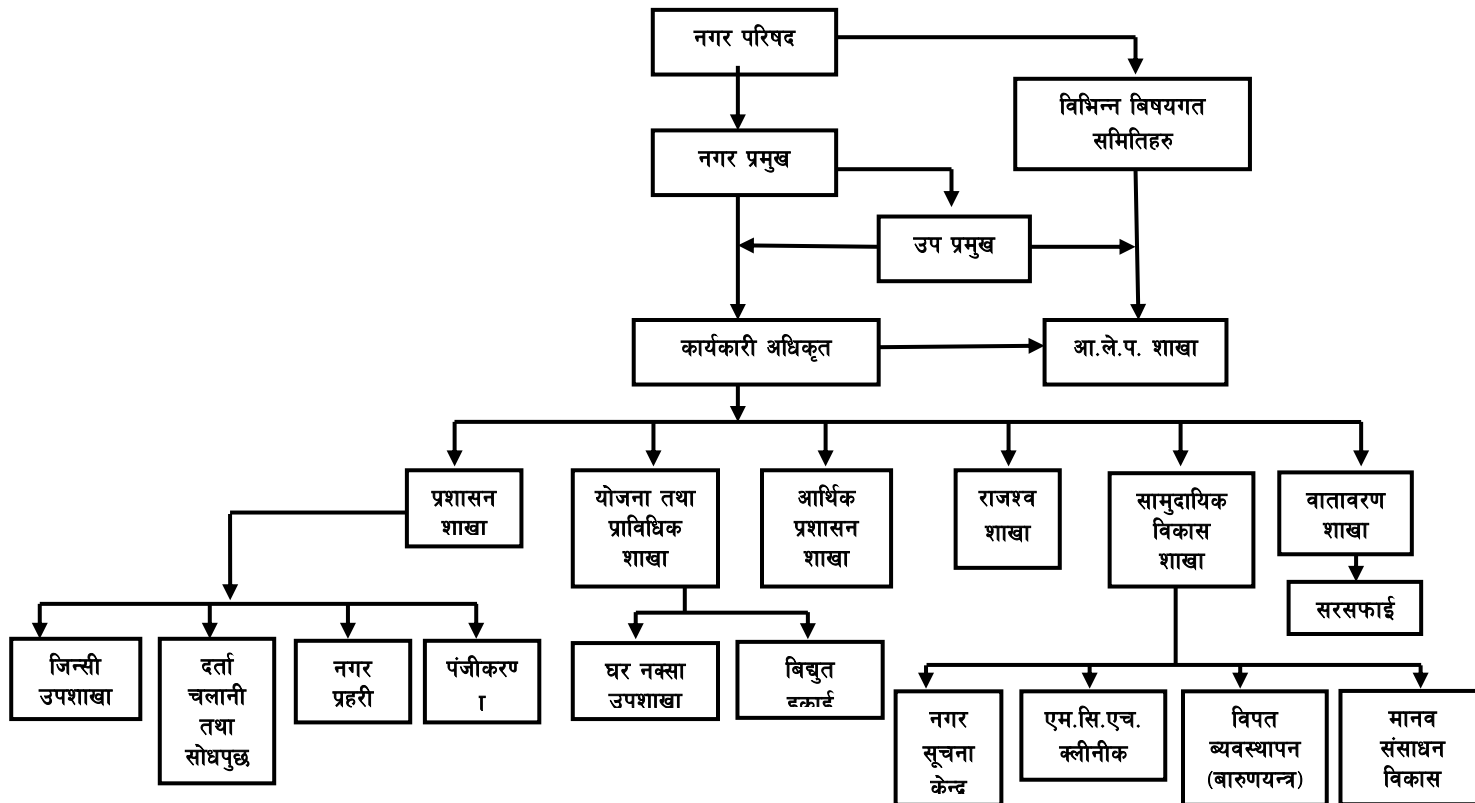 नगर परिषद
विभिन्न बिषयगत
समितिहरु
नगर प्रमुख
उप प्रमुख
कार्यकारी अधिकृत
आ.ले.प. शाखा
प्रशासन
शाखा
योजना तथा
प्राविधिक
शाखा
आर्थिक
प्रशासन
शाखा
राजश्व
शाखा
सामुदायिक
विकास
शाखा
वातावरण
शाखा
सरसफाई
जिन्सी
उपशाखा
दर्ता
चलानी
तथा
सोधपुछ
नगर
प्रहरी
पंजीकरण
ा
घर नक्सा
उपशाखा
बिद्युत
इकाई
नगर
सूचना
केन्द्र
एम.सि.एच.
क्लीनीक
विपत
ब्यवस्थापन
(बारुणयन्त्र)
मानव
संसाधन
विकास